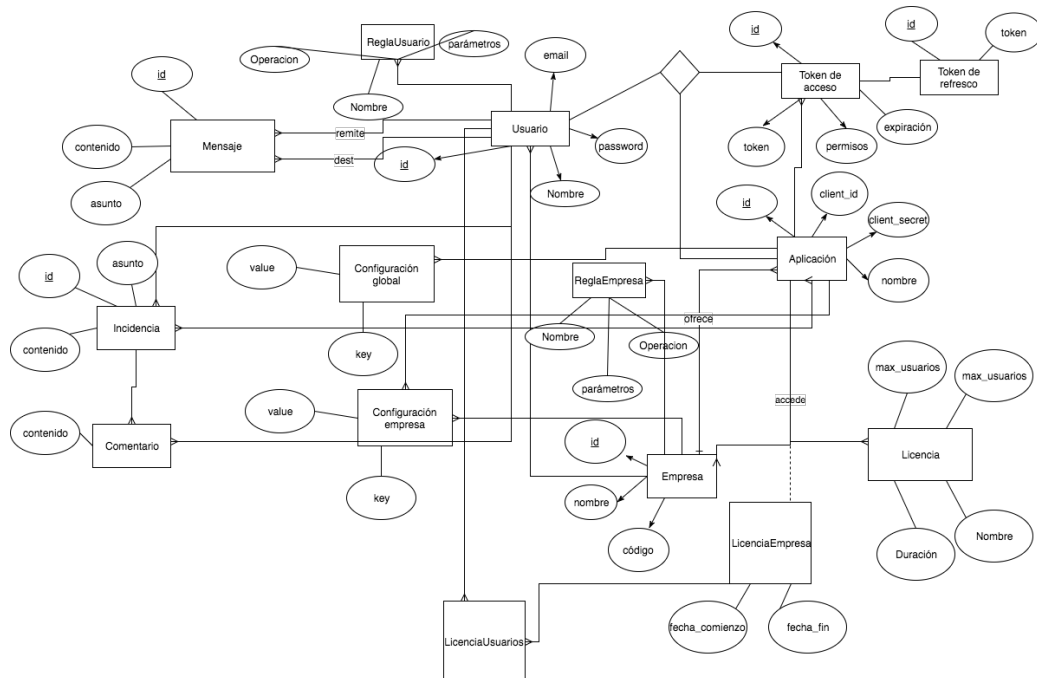 id
token
id
ReglaUsuario
parámetros
Operacion
email
Token de
acceso
Token de
refresco
id
Nombre
expiración
contenido
Mensaje
remite
Usuario
password
token
permisos
dest
id
asunto
Nombre
id
client_id
client_secret
asunto
id
value
Configuración
global
ReglaEmpresa
Aplicación
nombre
Incidencia
ofrece
contenido
key
Nombre
Operacion
parámetros
max_usuarios
max_usuarios
value
Configuración
empresa
accede
contenido
Comentario
id
Empresa
Licencia
key
nombre
código
LicenciaEmpresa
Duración
Nombre
LicenciaUsuarios
fecha_comienzo
fecha_fin